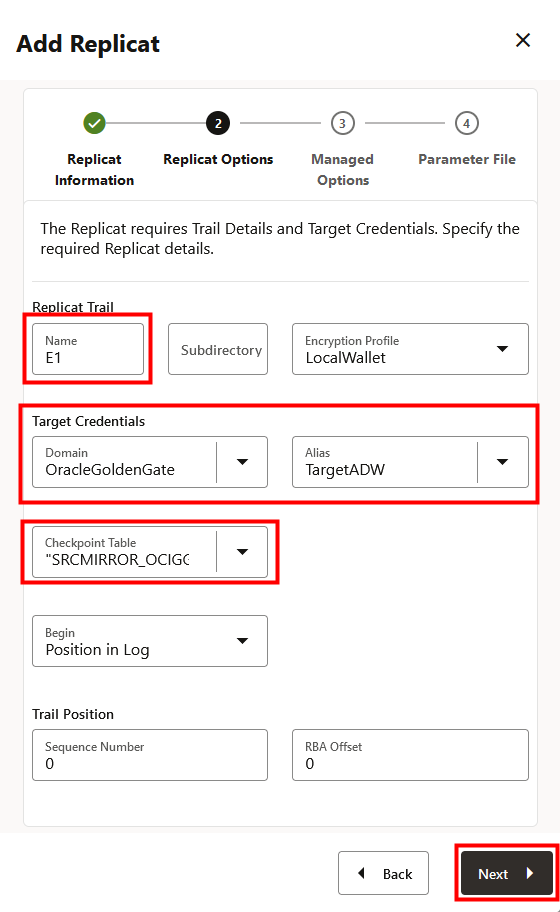 Add Replicat
2
3
4
Replicat
Information
Replicat Options
Managed
Options
Parameter File
The Replicat requires Trail Details and Target Credentials. Specify the
required Replicat details.
Replicat Trail
Name
E1
Subdirectory
Encryption Profile
LocalWallet
Target Credentials
Domain
OracleGoldenGate
Alias
TargetADW
Checkpoint Table
"SRCMIRROR_OCIGG
Begin
Position in Log
Trail Position
Sequence Number
0
RBA Offset
0
Back
Next